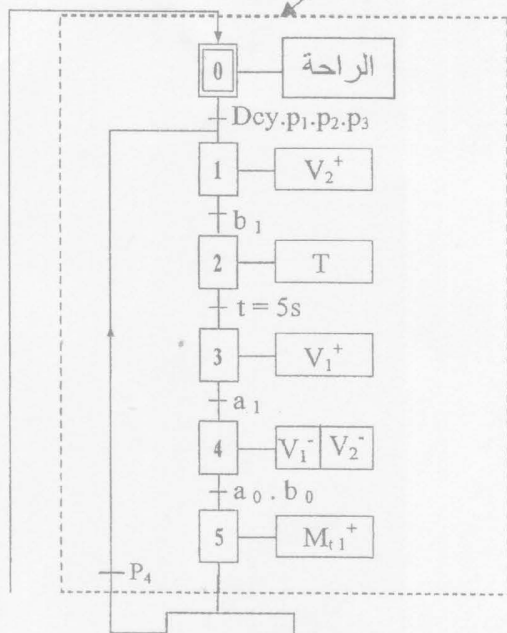 0 الراحة
Dcy.p₁.p₂.p₃
1 V₂⁺
b₁
2 T
t = 5s
3 V₁⁺
a₁
4 V₁⁻ V₂⁻
a₀ . b₀
5 Mₜ₁⁺
P₄